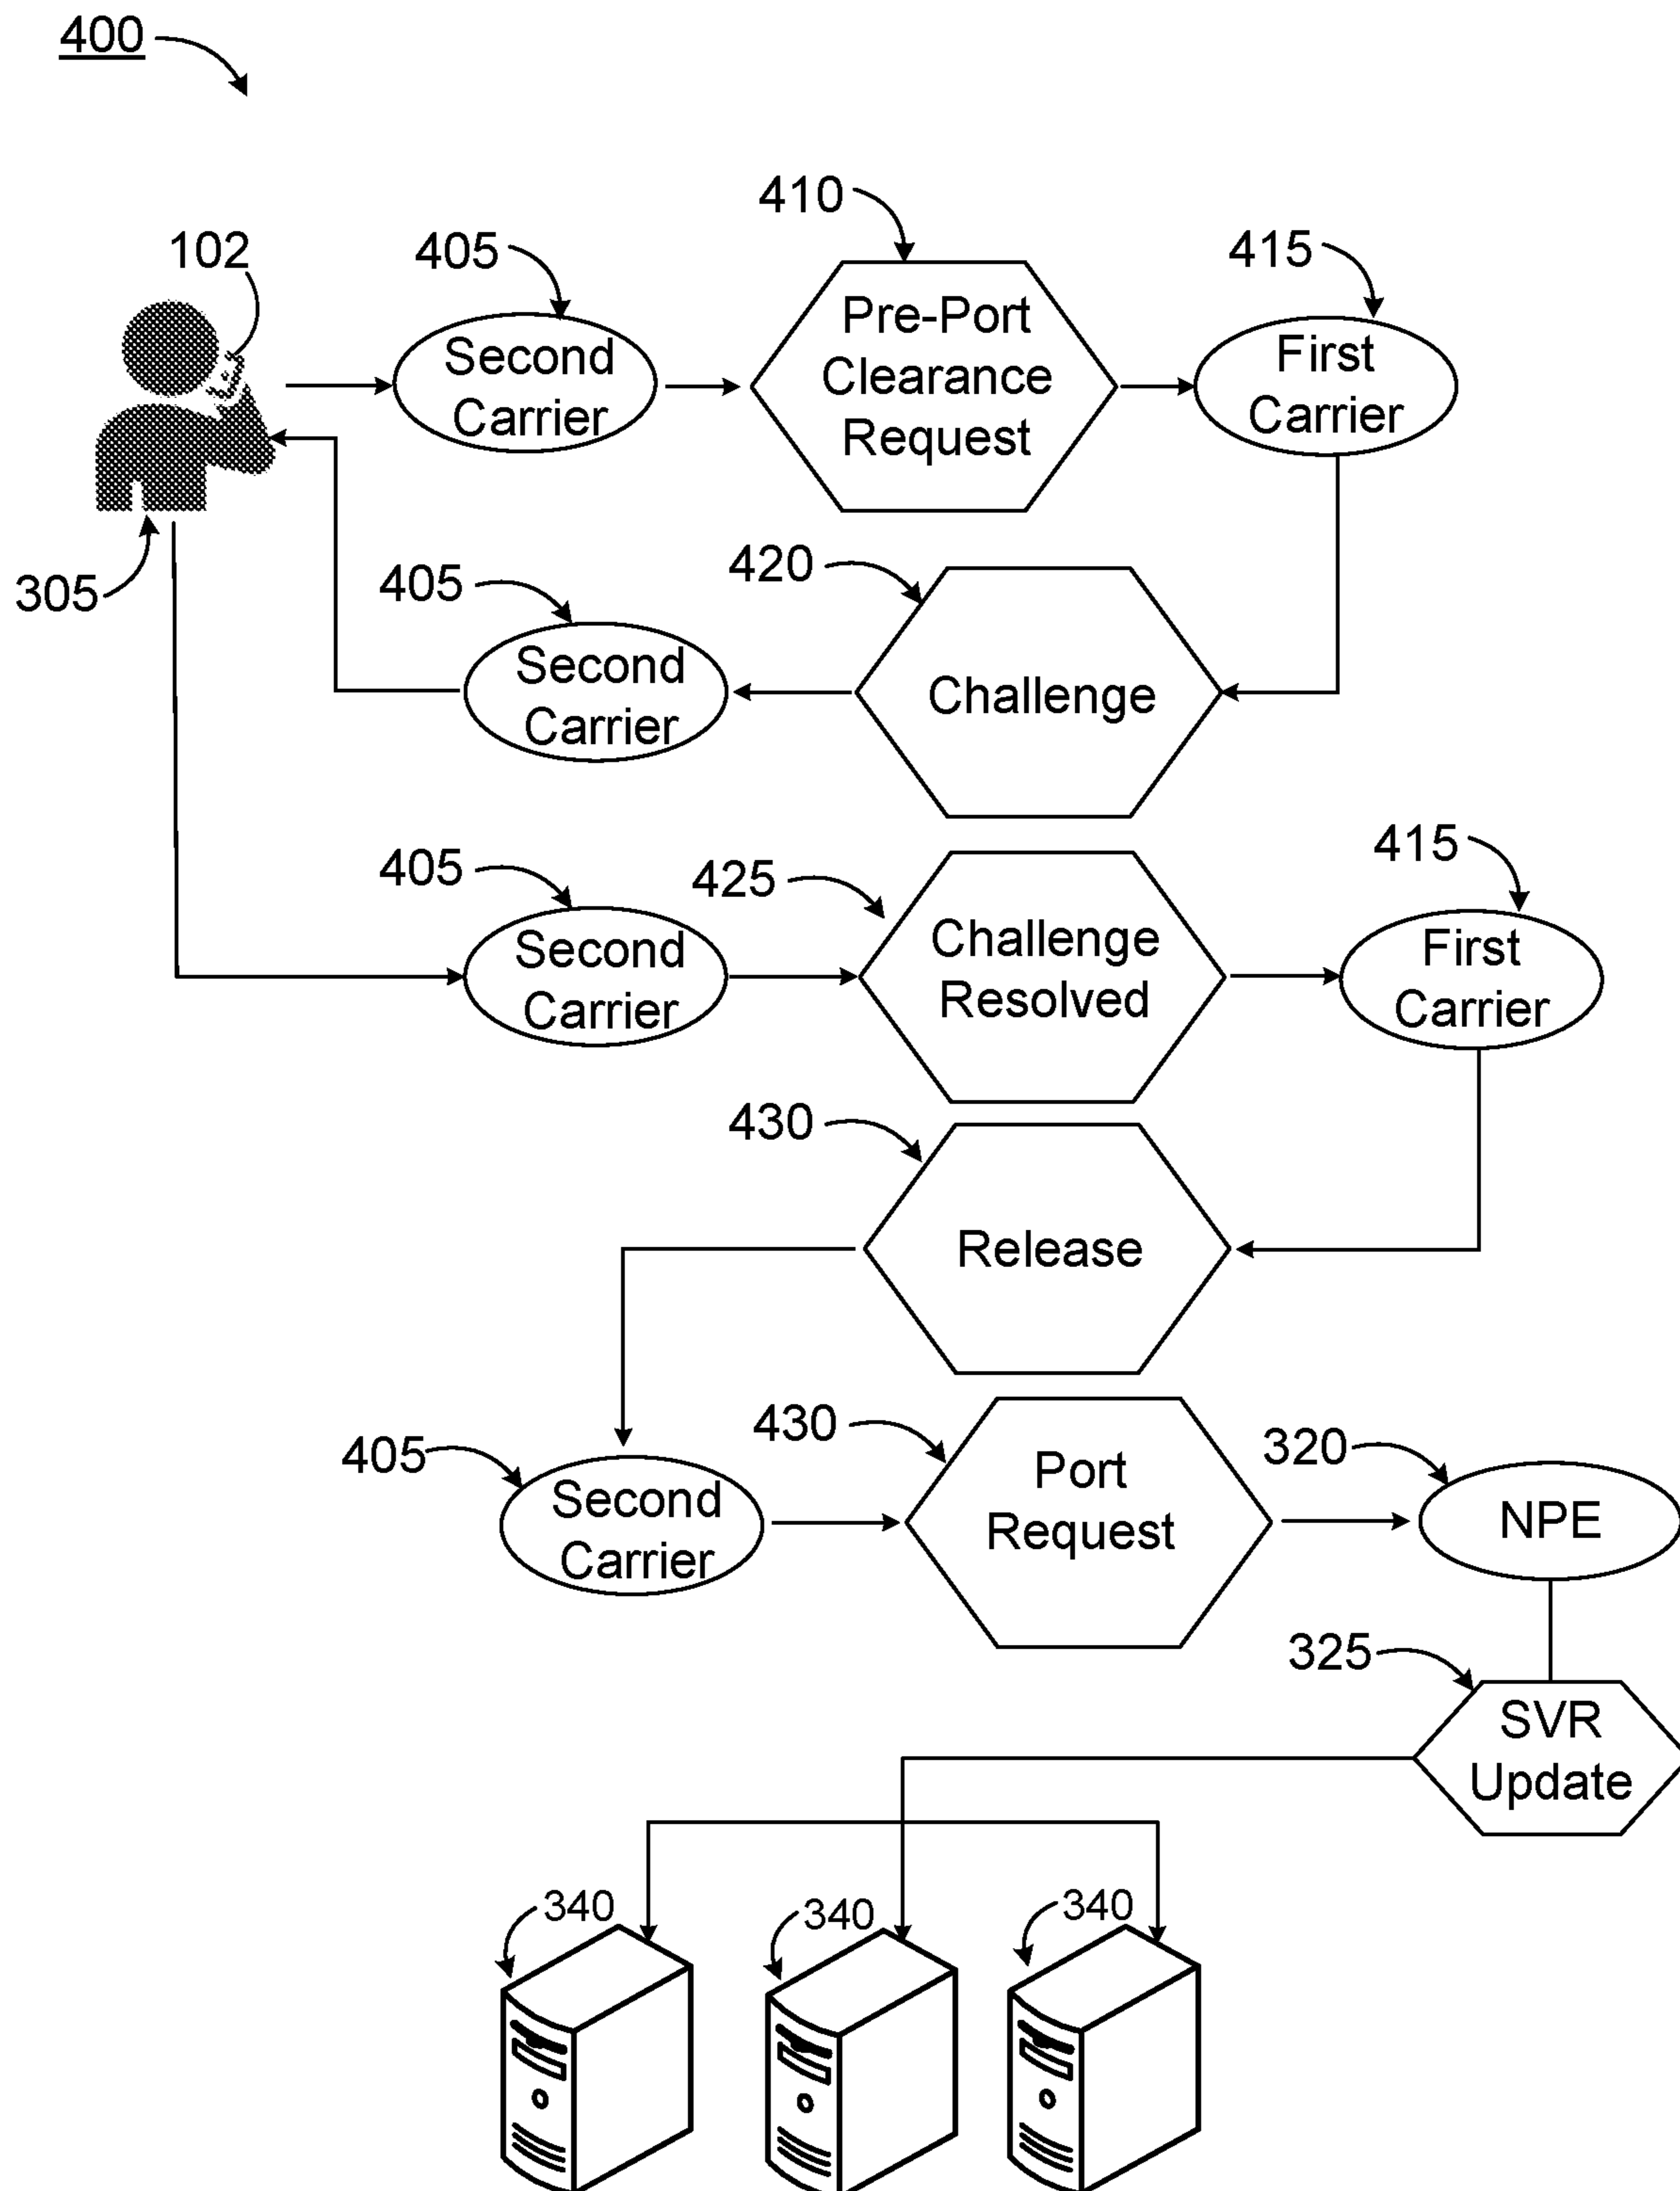 400
410
102
405
415
Pre-Port
Clearance
Request
Second
Carrier
First
Carrier
305
405
420
Second
Carrier
Challenge
405
425
415
Second
Carrier
Challenge
Resolved
First
Carrier
430
Release
405
430
320
Second
Carrier
Port
Request
NPE
325
SVR
Update
340
340
340